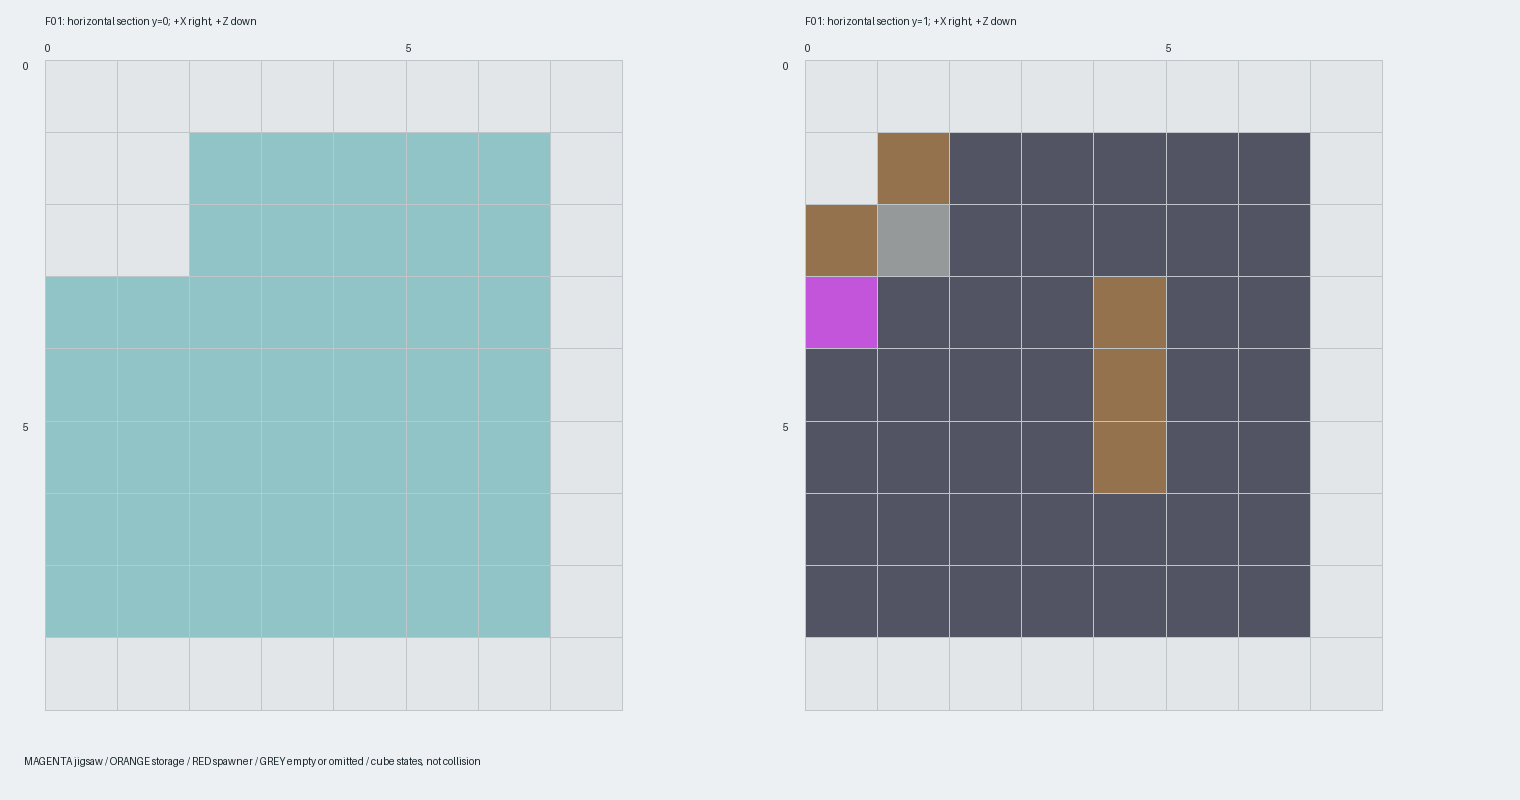 F01: horizontal section y=0; +X right, +Z down
F01: horizontal section y=1; +X right, +Z down
0 5
0 5
0
0
5
5
MAGENTA jigsaw / ORANGE storage / RED spawner / GREY empty or omitted / cube states, not collision